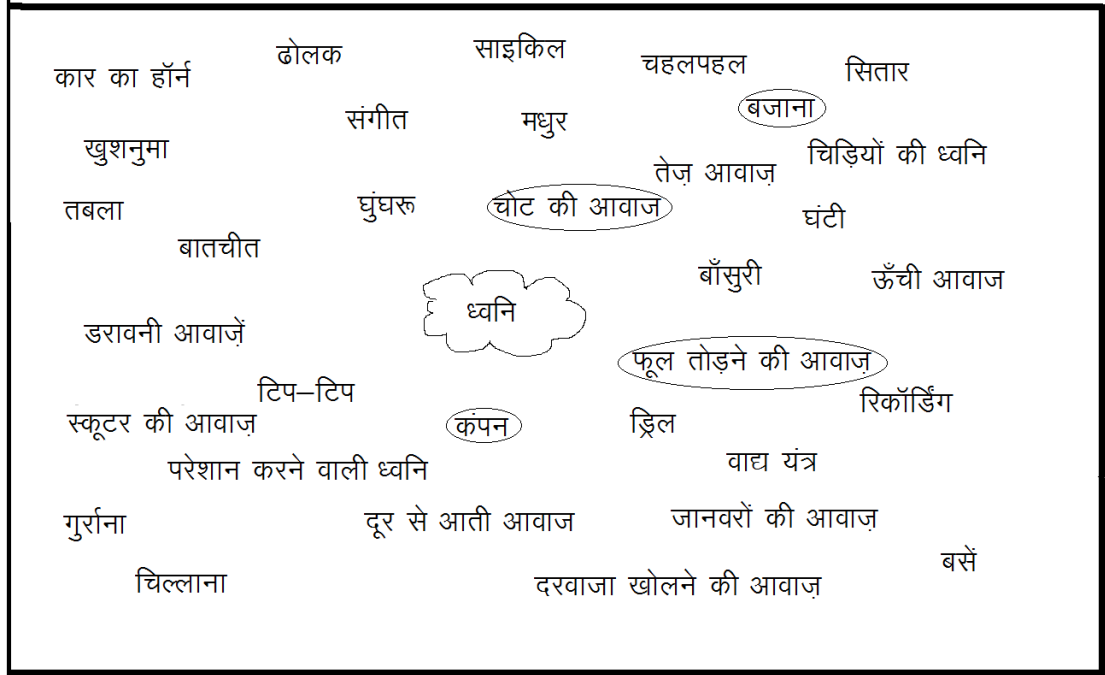 ढोलक
साइकिल
चहलपहल
सितार
कार का हॉर्न
बजाना
संगीत
मधुर
खुशनुमा
चिड़ियों की ध्वनि
तेज़ आवाज़
तबला
घुंघरू
चोट की आवाज
घंटी
बातचीत
बाँसुरी
ऊँची आवाज
ध्वनि
डरावनी आवाज़ें
फूल तोड़ने की आवाज़
टिप–टिप
रिकॉर्डिंग
स्कूटर की आवाज़
कंपन
ड्रिल
परेशान करने वाली ध्वनि
वाद्य यंत्र
गुर्राना
दूर से आती आवाज
जानवरों की आवाज़
बसें
चिल्लाना
दरवाजा खोलने की आवाज़